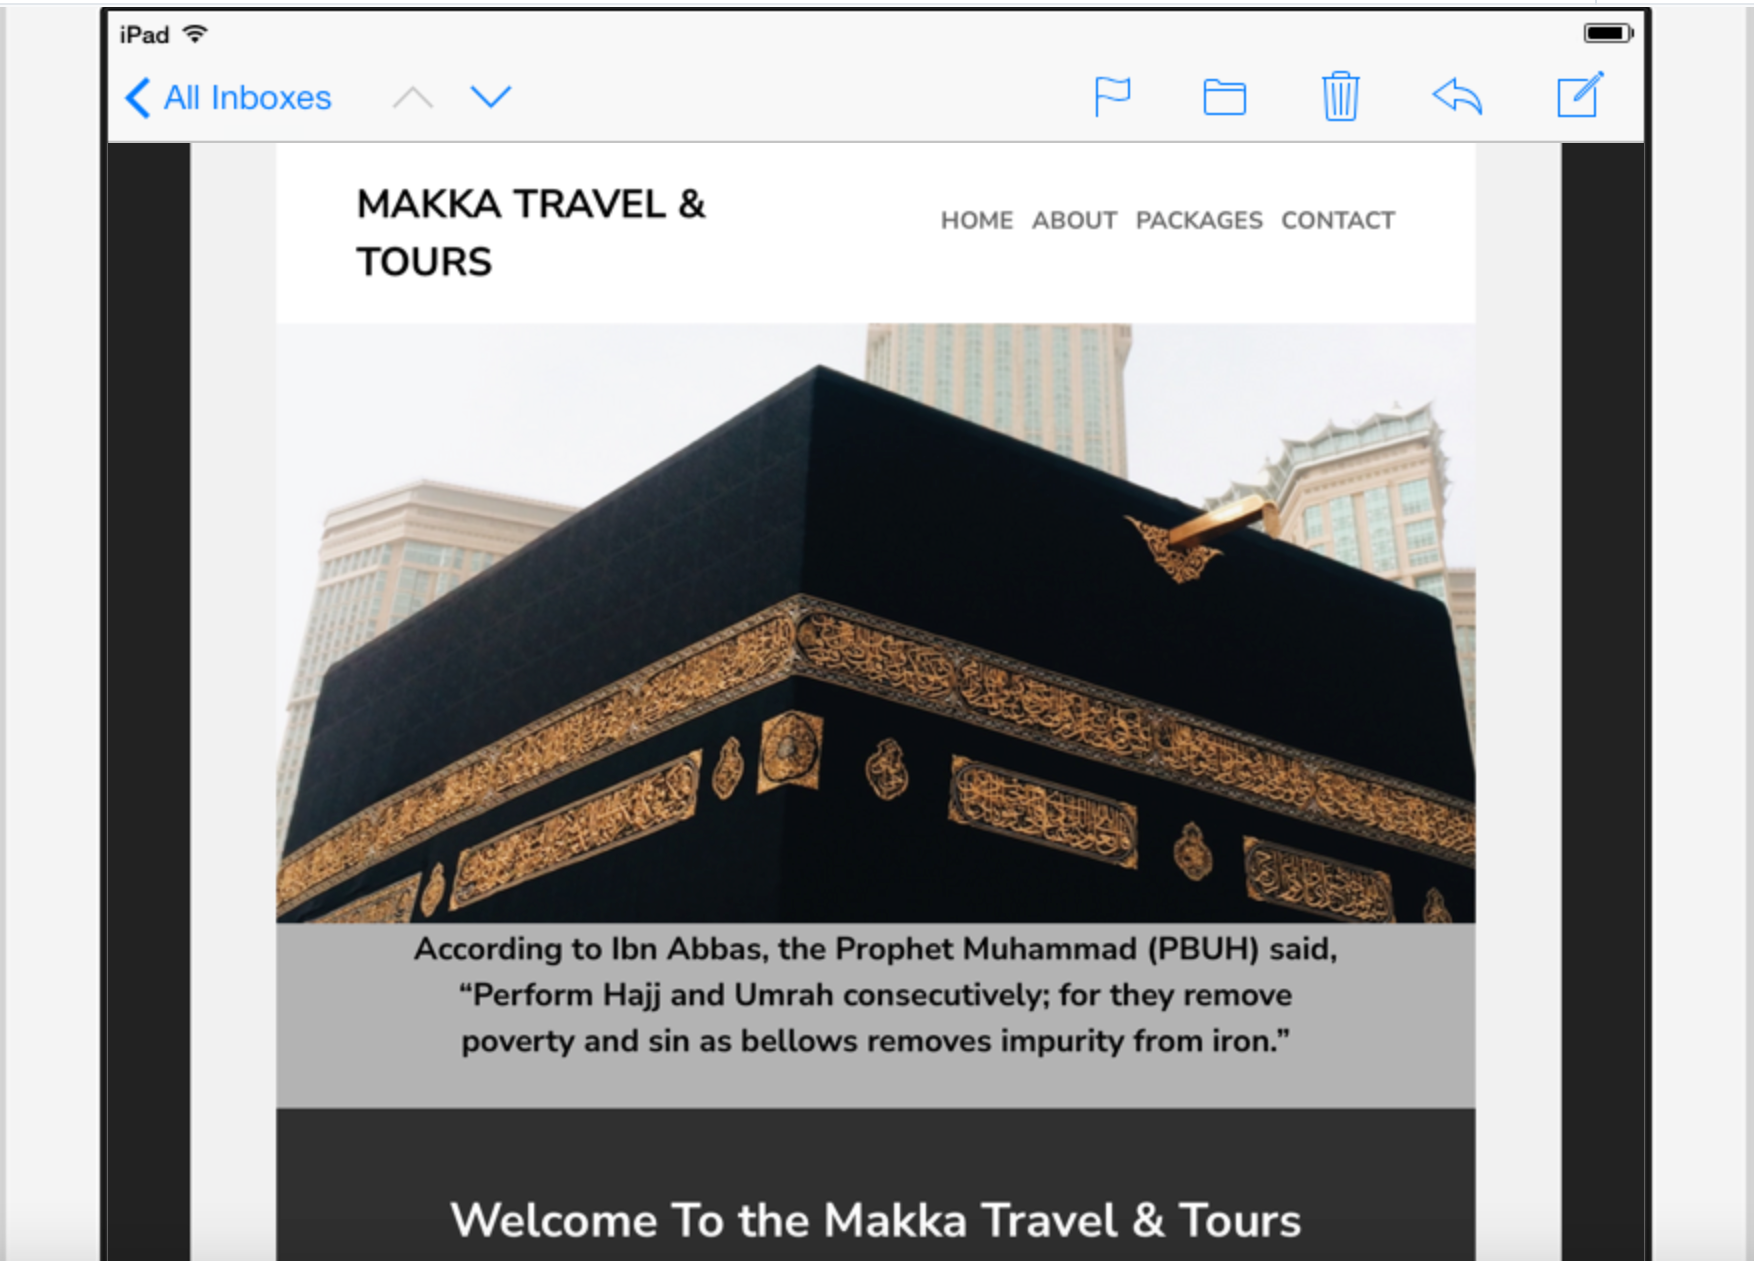 iPad
All Inboxes
MAKKA TRAVEL &
TOURS
HOME ABOUT PACKAGES CONTACT
According to Ibn Abbas, the Prophet Muhammad (PBUH) said,
“Perform Hajj and Umrah consecutively; for they remove
poverty and sin as bellows removes impurity from iron.”
Welcome To the Makka Travel & Tours